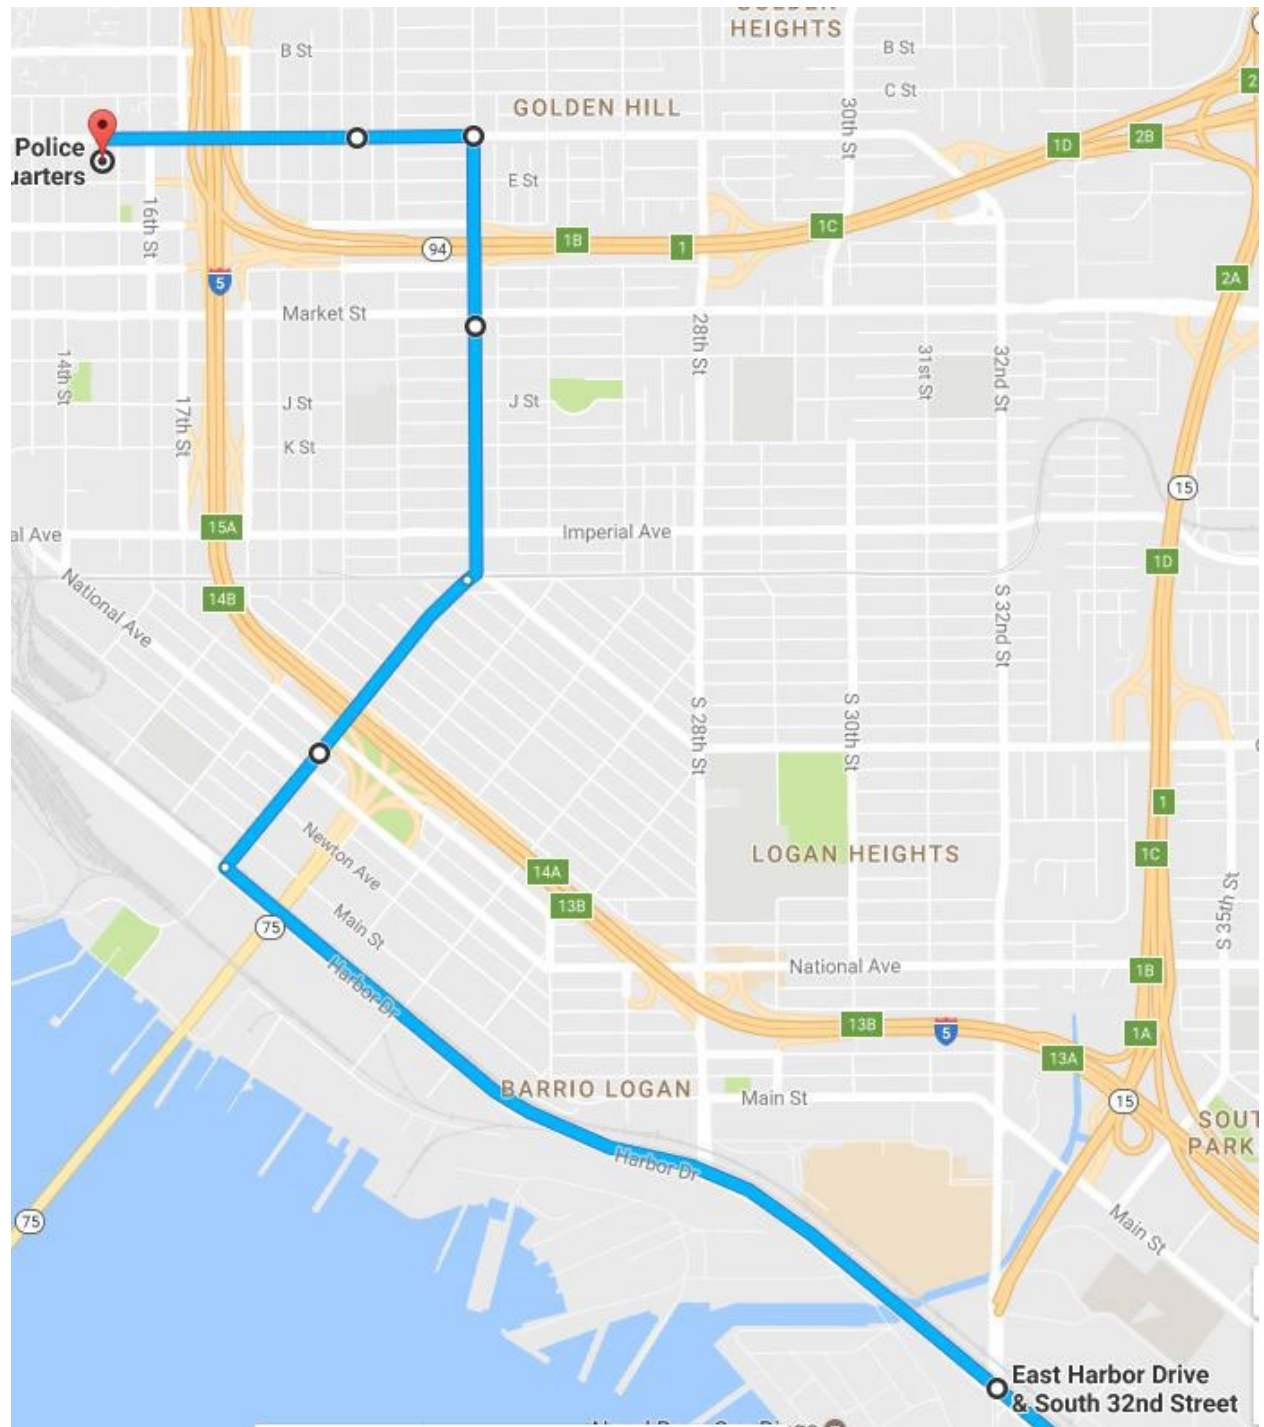 HEIGHTS
B St
B St
C St
GOLDEN HILL
30th St
2
1D
2B
Police
E St
16th St
32nd St
1C
94
1B
1
5
2A
Market St
28th St
14th St
31st St
17th St
J St
J St
K St
15
15A
Imperial Ave
al Ave
1D
National Ave
14B
S 32nd St
S 28th St
S 30th St
1
Newton Ave
LOGAN HEIGHTS
1C
14A
S 35th St
13B
Main St
75
Harbor Dr
National Ave
1B
13B
5
1A
13A
BARRIO LOGAN
Main St
15
PARK
Harbor Dr
75
Main St
East Harbor Drive
& South 32nd Street